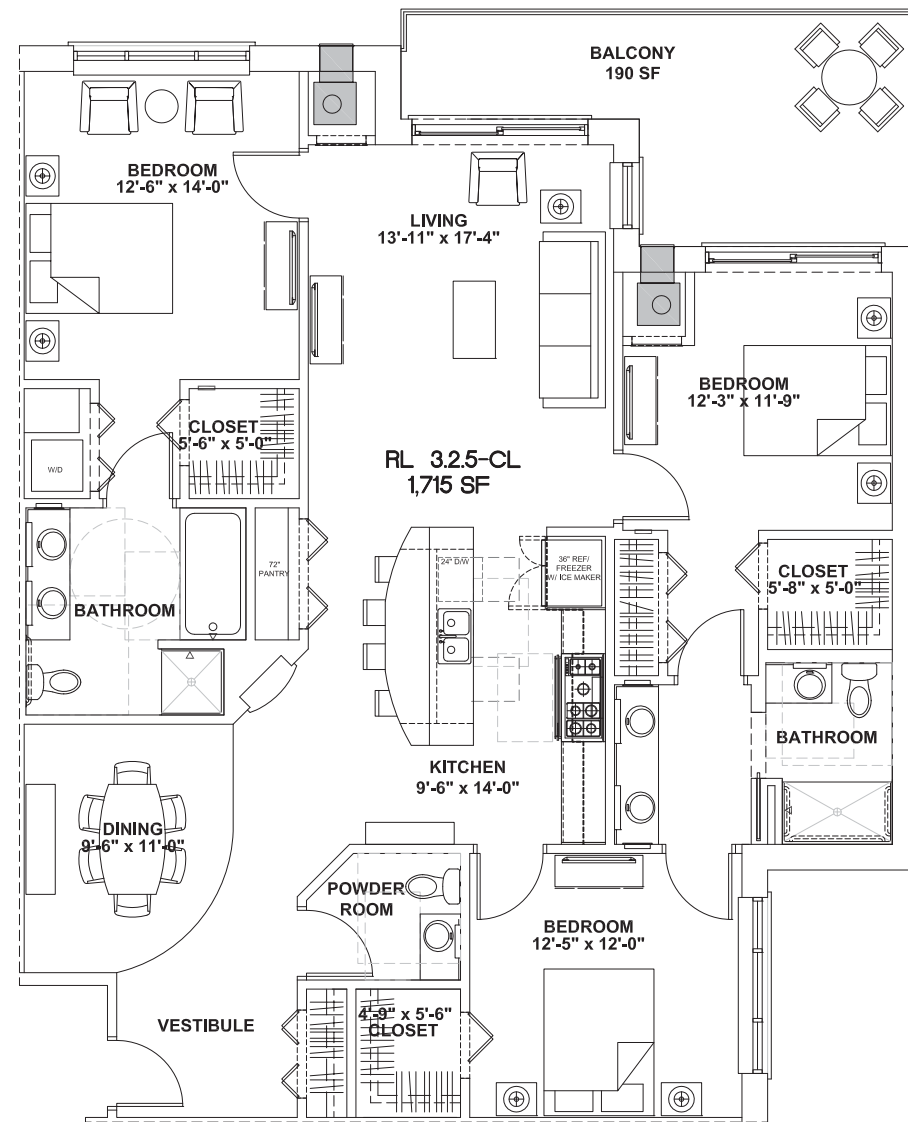 BALCONY
190 SF
BEDROOM
12'-6" x 14'-0"
LIVING
13'-11" x 17'-4"
BEDROOM
12'-3" x 11'-9"
CLOSET
5'-6" x 5'-0"
W/D
RL 3.2.5-CL
1,715 SF
24" D/W
36" REF/
FREEZER
W/ ICE MAKER
72"
PANTRY
CLOSET
5'-8" x 5'-0"
BATHROOM
BATHROOM
KITCHEN
9'-6" x 14'-0"
DINING
9'-6" x 11'-0"
POWDER
ROOM
BEDROOM
12'-5" x 12'-0"
4'-9" x 5'-6"
CLOSET
VESTIBULE